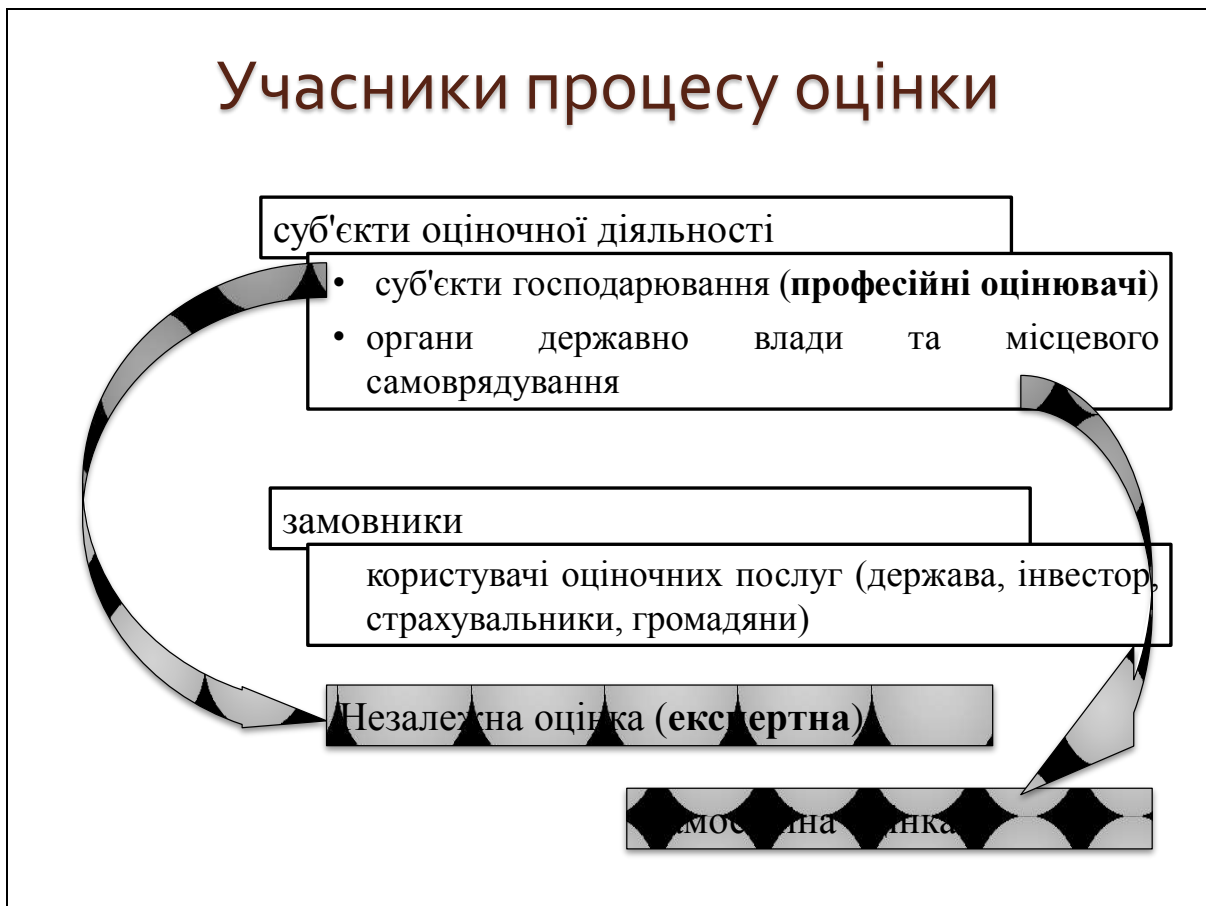 Учасники процесу оцінки
суб'єкти оціночної діяльності
• суб'єкти господарювання (професійні оцінювачі)
• органи державно влади та місцевого
самоврядування
замовники
користувачі оціночних послуг (держава, інвестор,
страхувальники, громадяни)
Незалежна оцінка (експертна)